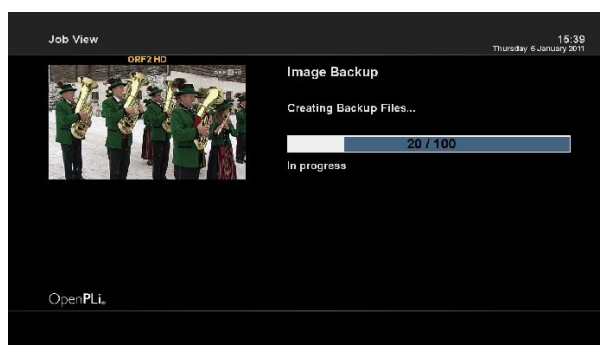 Job View
15:39
Thursday 6 January 2011
ORF2 HD
Image Backup
Creating Backup Files...
20 / 100
In progress
OpenPLi®